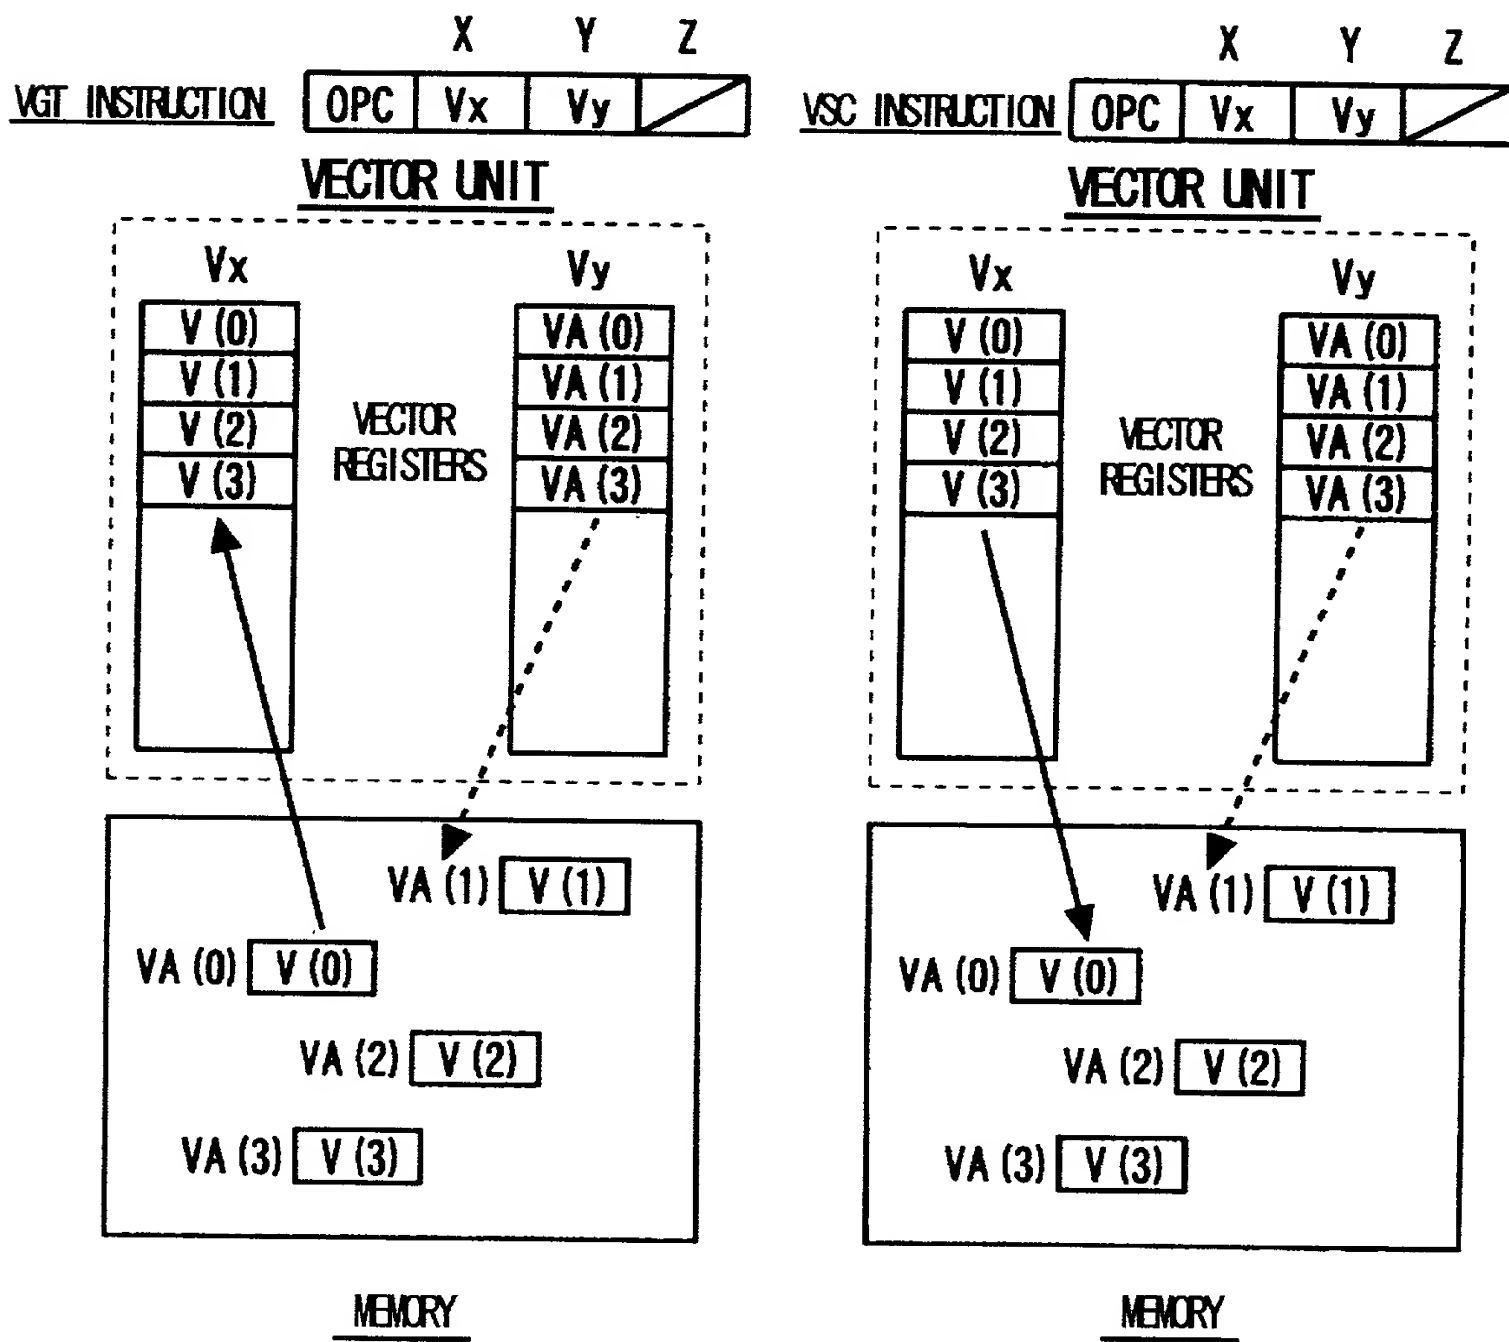 X Y Z
VGT INSTRUCTION OPC Vx Vy
VECTOR UNIT
Vx Vy
V (0) VA (0)
V (1) VA (1)
V (2) VECTOR VA (2)
V (3) REGISTERS VA (3)
VA (1) V (1)
VA (0) V (0)
VA (2) V (2)
VA (3) V (3)
MEMORY
X Y Z
VSC INSTRUCTION OPC Vx Vy
VECTOR UNIT
Vx Vy
V (0) VA (0)
V (1) VA (1)
V (2) VECTOR VA (2)
V (3) REGISTERS VA (3)
VA (1) V (1)
VA (0) V (0)
VA (2) V (2)
VA (3) V (3)
MEMORY